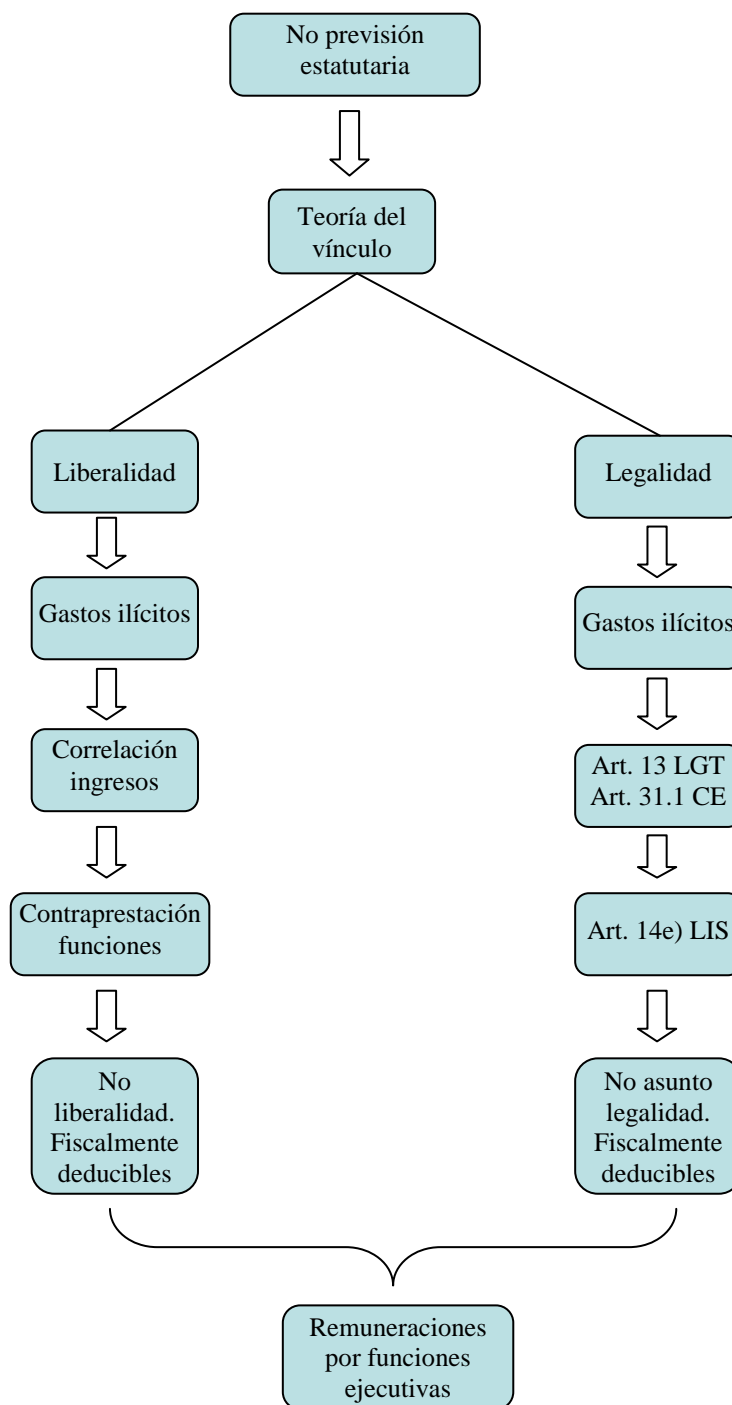 No previsión
estatutaria
Teoría del
vínculo
Liberalidad
Legalidad
Gastos ilícitos
Gastos ilícitos
Correlación
ingresos
Art. 13 LGT
Art. 31.1 CE
Contraprestación
funciones
Art. 14e) LIS
No
liberalidad.
Fiscalmente
deducibles
No asunto
legalidad.
Fiscalmente
deducibles
Remuneraciones
por funciones
ejecutivas